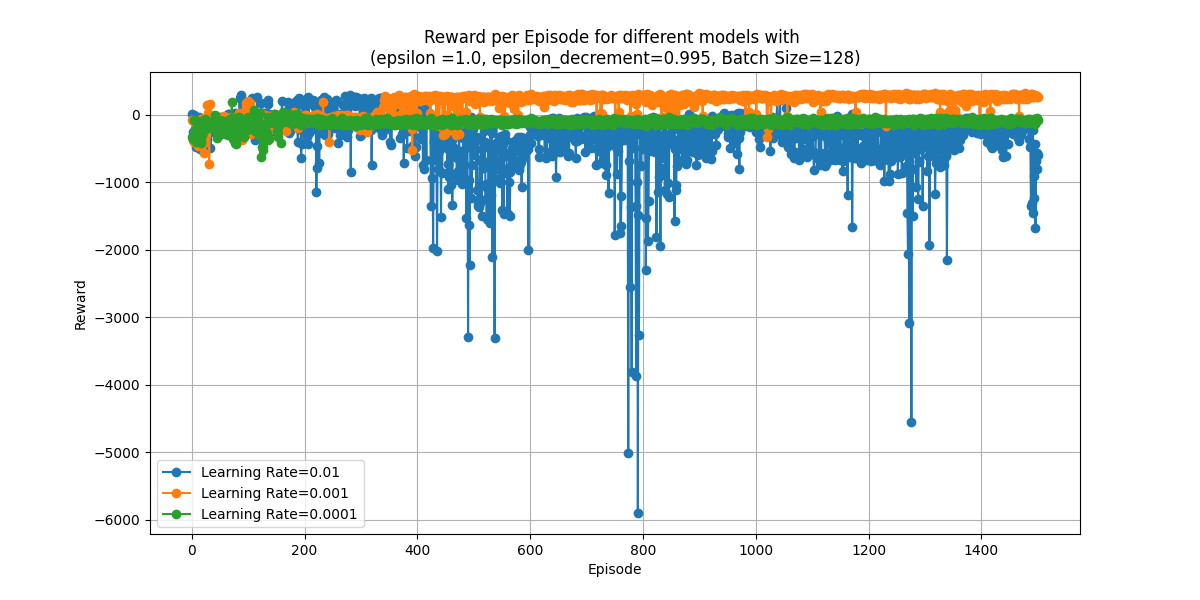 Reward per Episode for different models with
(epsilon =1.0, epsilon_decrement=0.995, Batch Size=128)
Reward
0
−1000
−2000
−3000
−4000
−5000
−6000
Learning Rate=0.01
Learning Rate=0.001
Learning Rate=0.0001
0 200 400 600 800 1000 1200 1400
Episode